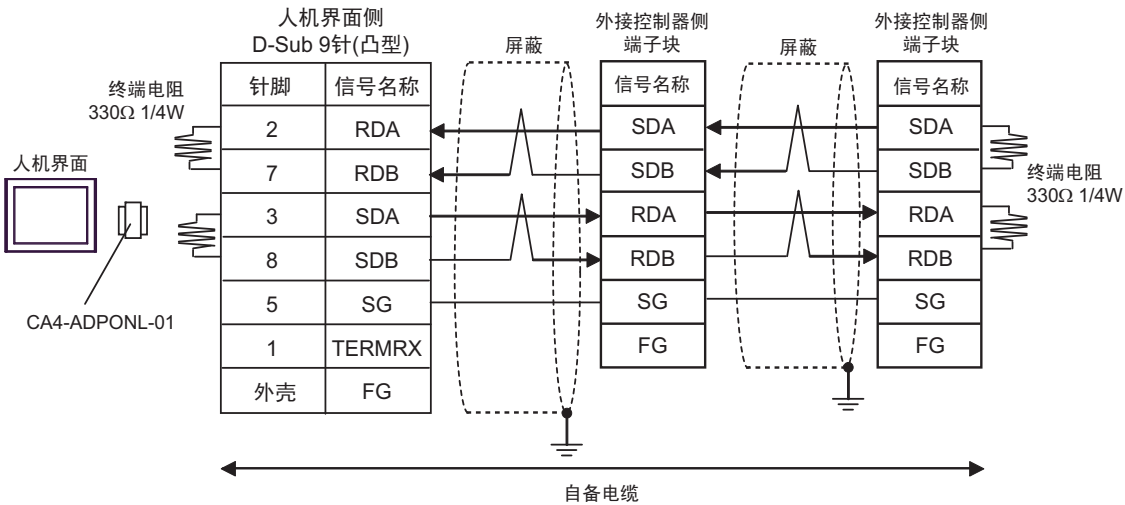 人机界面侧
D-Sub 9针(凸型)
屏蔽
外接控制器侧
端子块
屏蔽
外接控制器侧
端子块
终端电阻
330Ω 1/4W
人机界面
CA4-ADPONL-01
针脚 信号名称
2 RDA
7 RDB
3 SDA
8 SDB
5 SG
1 TERMRX
外壳 FG
信号名称
SDA
SDB
RDA
RDB
SG
FG
信号名称
SDA
SDB
RDA
RDB
SG
FG
终端电阻
330Ω 1/4W
自备电缆